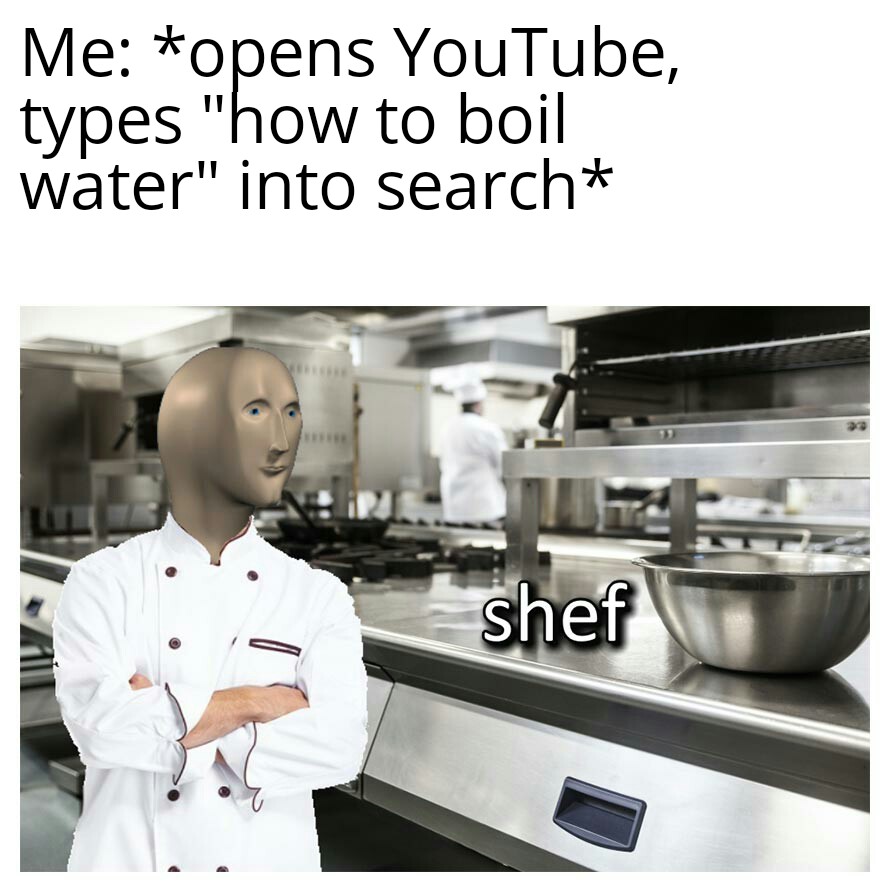 Me: *opens YouTube,
types "how to boil
water" into search*
shef